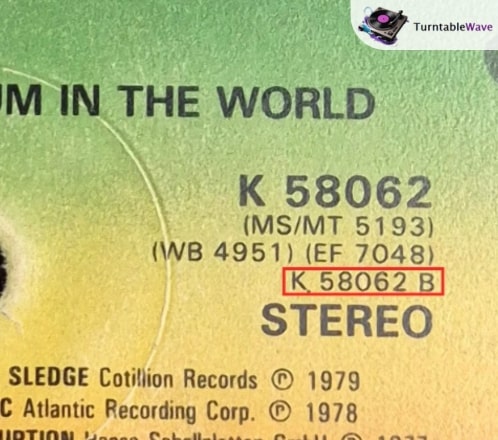 TurntableWave
UM IN THE WORLD
K 58062
(MS/MT 5193)
(WB 4951) (EF 7048)
K 58062 B
STEREO
SLEDGE Cotillion Records Ⓟ 1979
C Atlantic Recording Corp. Ⓟ 1978